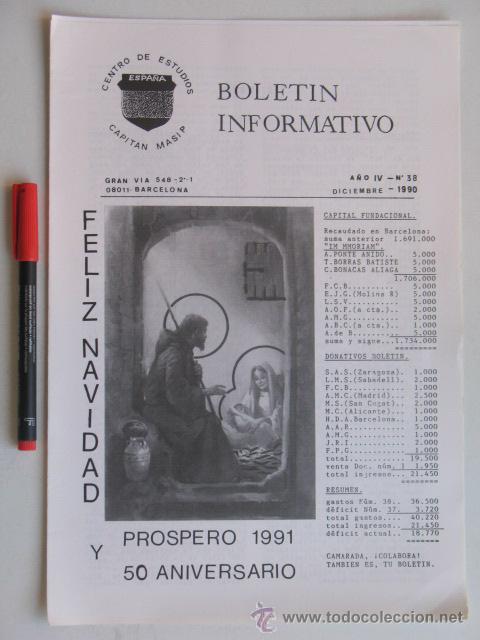 CENTRO DE ESTUDIOS
ESPAÑA
CAPITAN MASIP
BOLETIN
INFORMATIVO
GRAN VIA 548-2º-1
08011-BARCELONA
AÑO IV - Nº 38
DICIEMBRE - 1990
FELIZ NAVIDAD
Y
PROSPERO 1991
50 ANIVERSARIO
CAPITAL FUNDACIONAL.
Recaudado en Barcelona:
suma anterior 1.691.000
"IM MMORIAM".
A.PONTE ANIDO.. 5.000
T.BORRAS BATISTE 5.000
C.BONACAS ALIAGA 5.000
1.706.000
F.C.B.......... 5.000
E.J.G(Molins R) 5.000
L.S.V.......... 5.000
A.O.F(a cta.).. 2.000
A.M.G.......... 5.000
A.B.C.(a cta.) 1.000
A.de B......... 5.000
suma y sigue... 1.734.000
========
DONATIVOS BOLETIN.
S.A.S(Zaragoza). 1.000
L.M.S(Sabadell). 2.000
F.C.B.......... 1.000
A.M.C(Madrid)... 2.500
M.S.(San Cugat) 2.000
M.C.(Alicante). 1.000
H.D.A.Barcelona.. 1.000
A.A.R.......... 5.000
A.M.G.......... 1.000
J.R.I.......... 2.000
F.P.G.......... 1.000
total.......... 19.500
venta Doc. núm. 1 1.950
total ingresos... 21.450
========
RESUMEN.
gastos Núm. 38.. 36.500
déficit Núm. 37. 3.720
total gastos.... 40.220
total ingresos.. 21.450
déficit actual.. 18.770
========
CAMARADA, ¡COLABORA!
TAMBIEN ES, TU BOLETIN.
todocoleccion.net